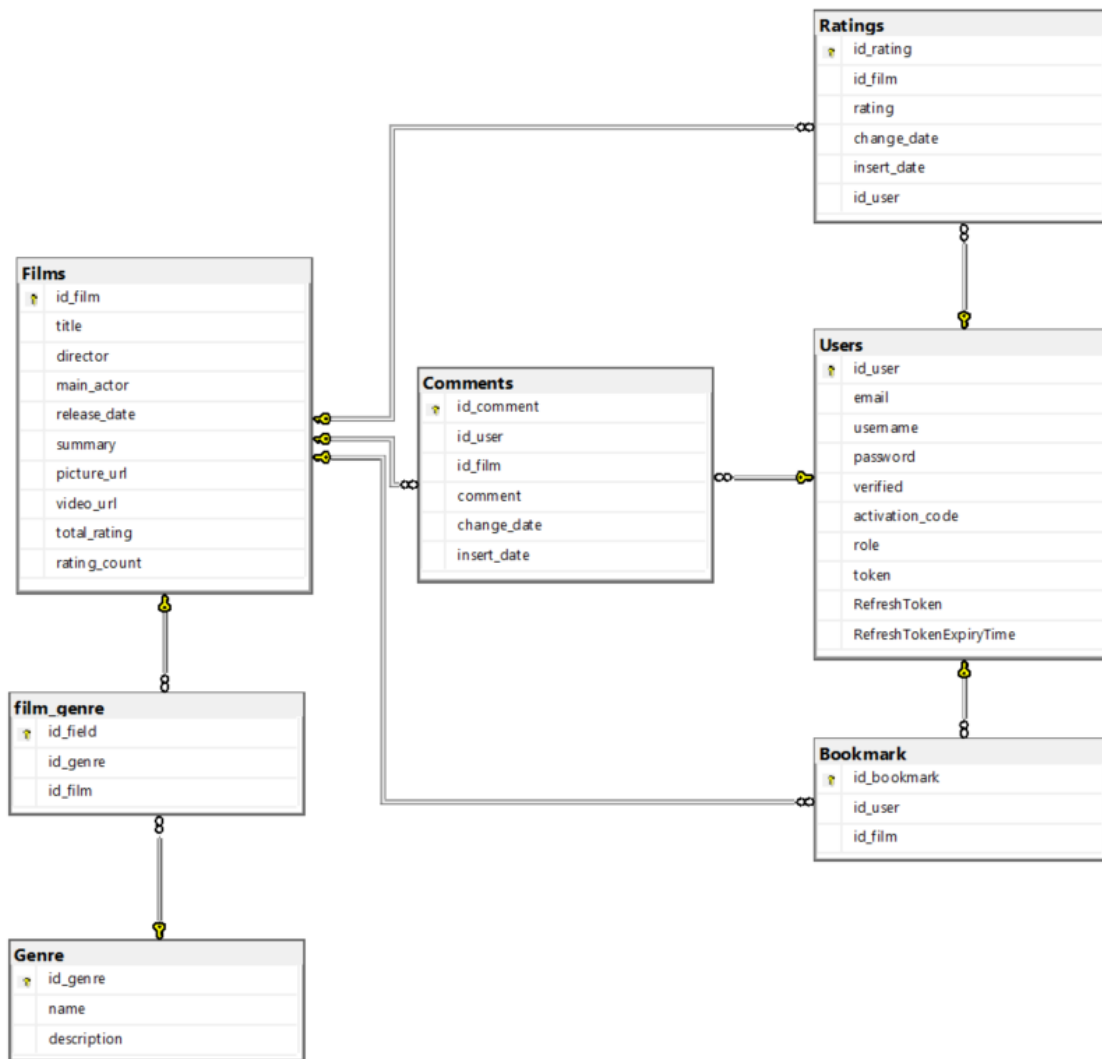 Ratings
id_rating
id_film
rating
change_date
insert_date
id_user
Films
id_film
title
director
main_actor
release_date
summary
picture_url
video_url
total_rating
rating_count
Comments
id_comment
id_user
id_film
comment
change_date
insert_date
Users
id_user
email
username
password
verified
activation_code
role
token
RefreshToken
RefreshTokenExpiryTime
film_genre
id_field
id_genre
id_film
Bookmark
id_bookmark
id_user
id_film
Genre
id_genre
name
description